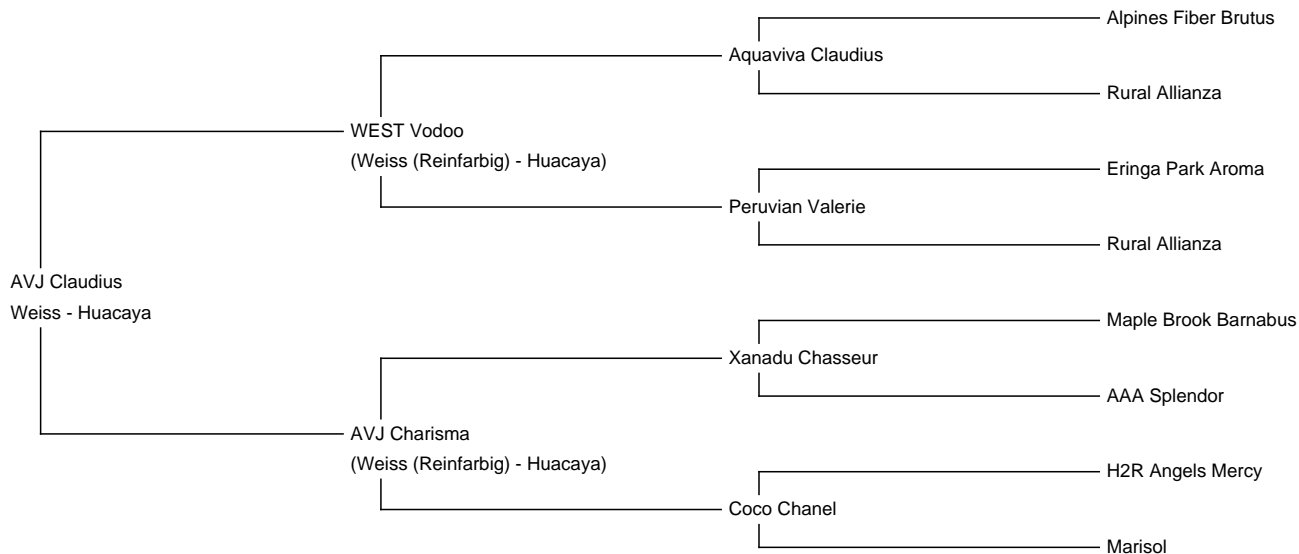 Alpines Fiber Brutus
Aquaviva Claudius
Rural Allianza
WEST Vodoo
(Weiss (Reinfarbig) - Huacaya)
Eringa Park Aroma
Peruvian Valerie
Rural Allianza
AVJ Claudius
Weiss - Huacaya
Maple Brook Barnabus
Xanadu Chasseur
AAA Splendor
AVJ Charisma
(Weiss (Reinfarbig) - Huacaya)
H2R Angels Mercy
Coco Chanel
Marisol